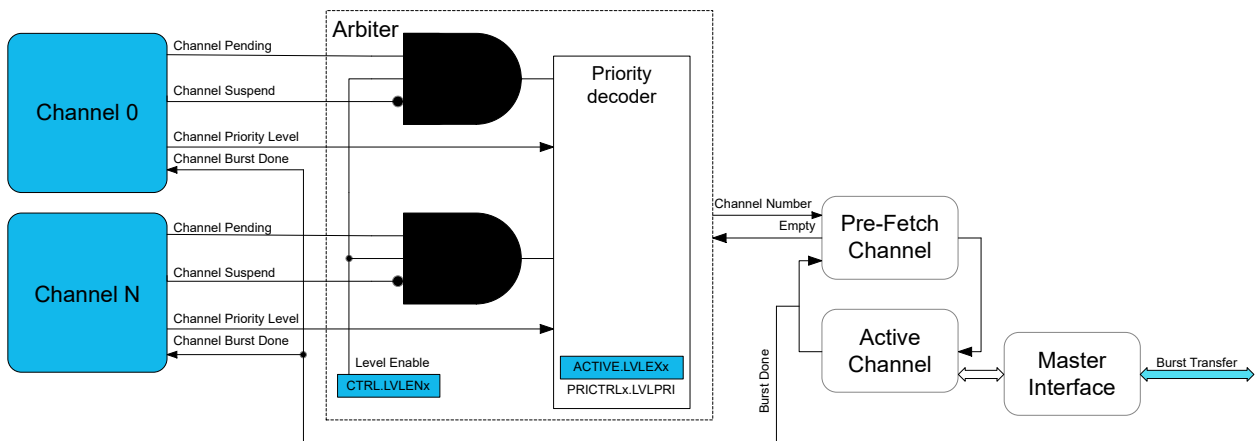 Arbiter
Channel 0
Channel Pending
Channel Suspend
Channel Priority Level
Channel Burst Done
Channel N
Channel Pending
Channel Suspend
Channel Priority Level
Channel Burst Done
Level Enable
CTRL.LVLENx
Priority
decoder
ACTIVE.LVLEXx
PRICTRLx.LVLPRI
Channel Number
Empty
Pre-Fetch
Channel
Active
Channel
Burst Done
Master
Interface
Burst Transfer